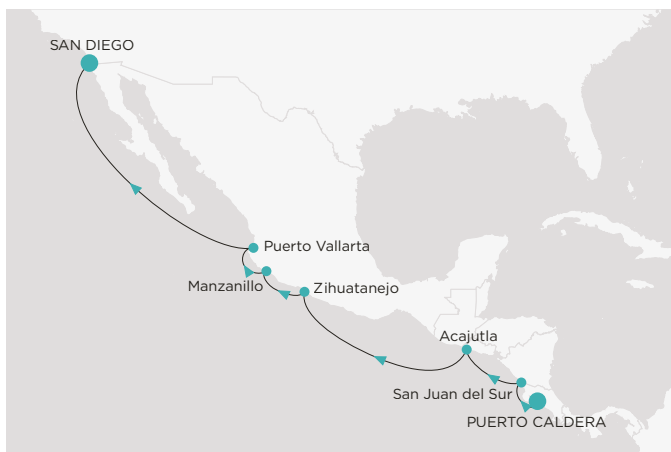 SAN DIEGO
Puerto Vallarta
Manzanillo
Zihuatanejo
Acajutla
San Juan del Sur
PUERTO CALDERA